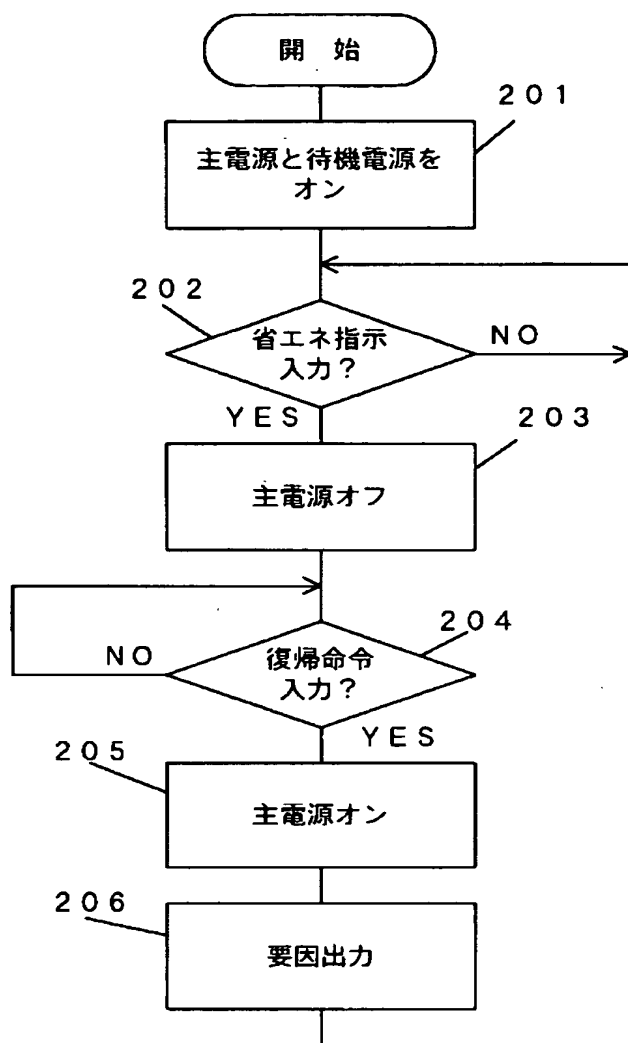 開 始
201
主電源と待機電源を
オン
202
省エネ指示
入力？
NO
YES
203
主電源オフ
204
復帰命令
入力？
NO
YES
205
主電源オン
206
要因出力